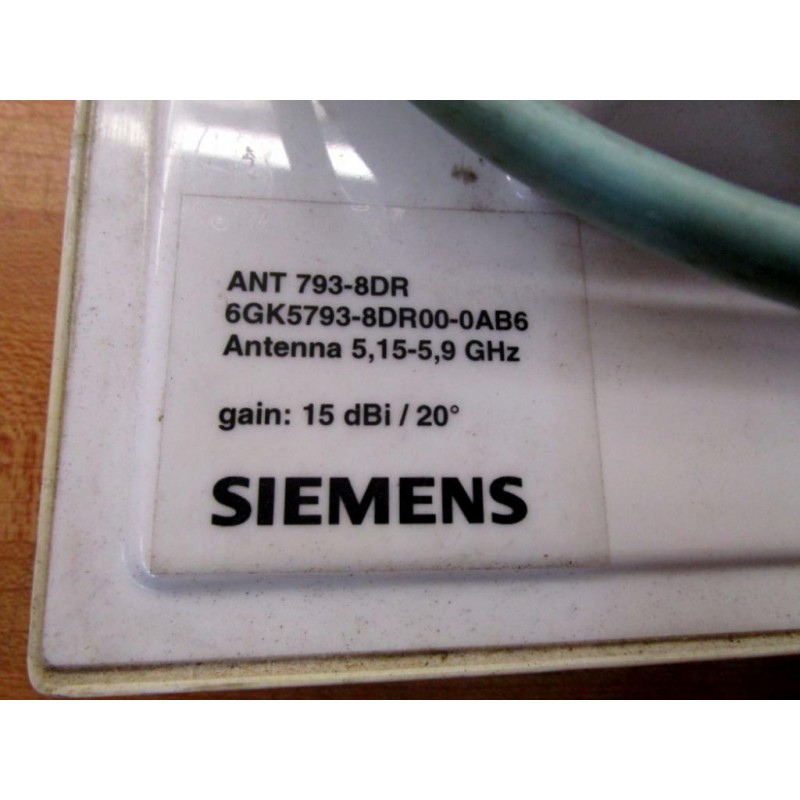 ANT 793-8DR
6GK5793-8DR00-0AB6
Antenna 5,15-5,9 GHz
gain: 15 dBi / 20°
SIEMENS